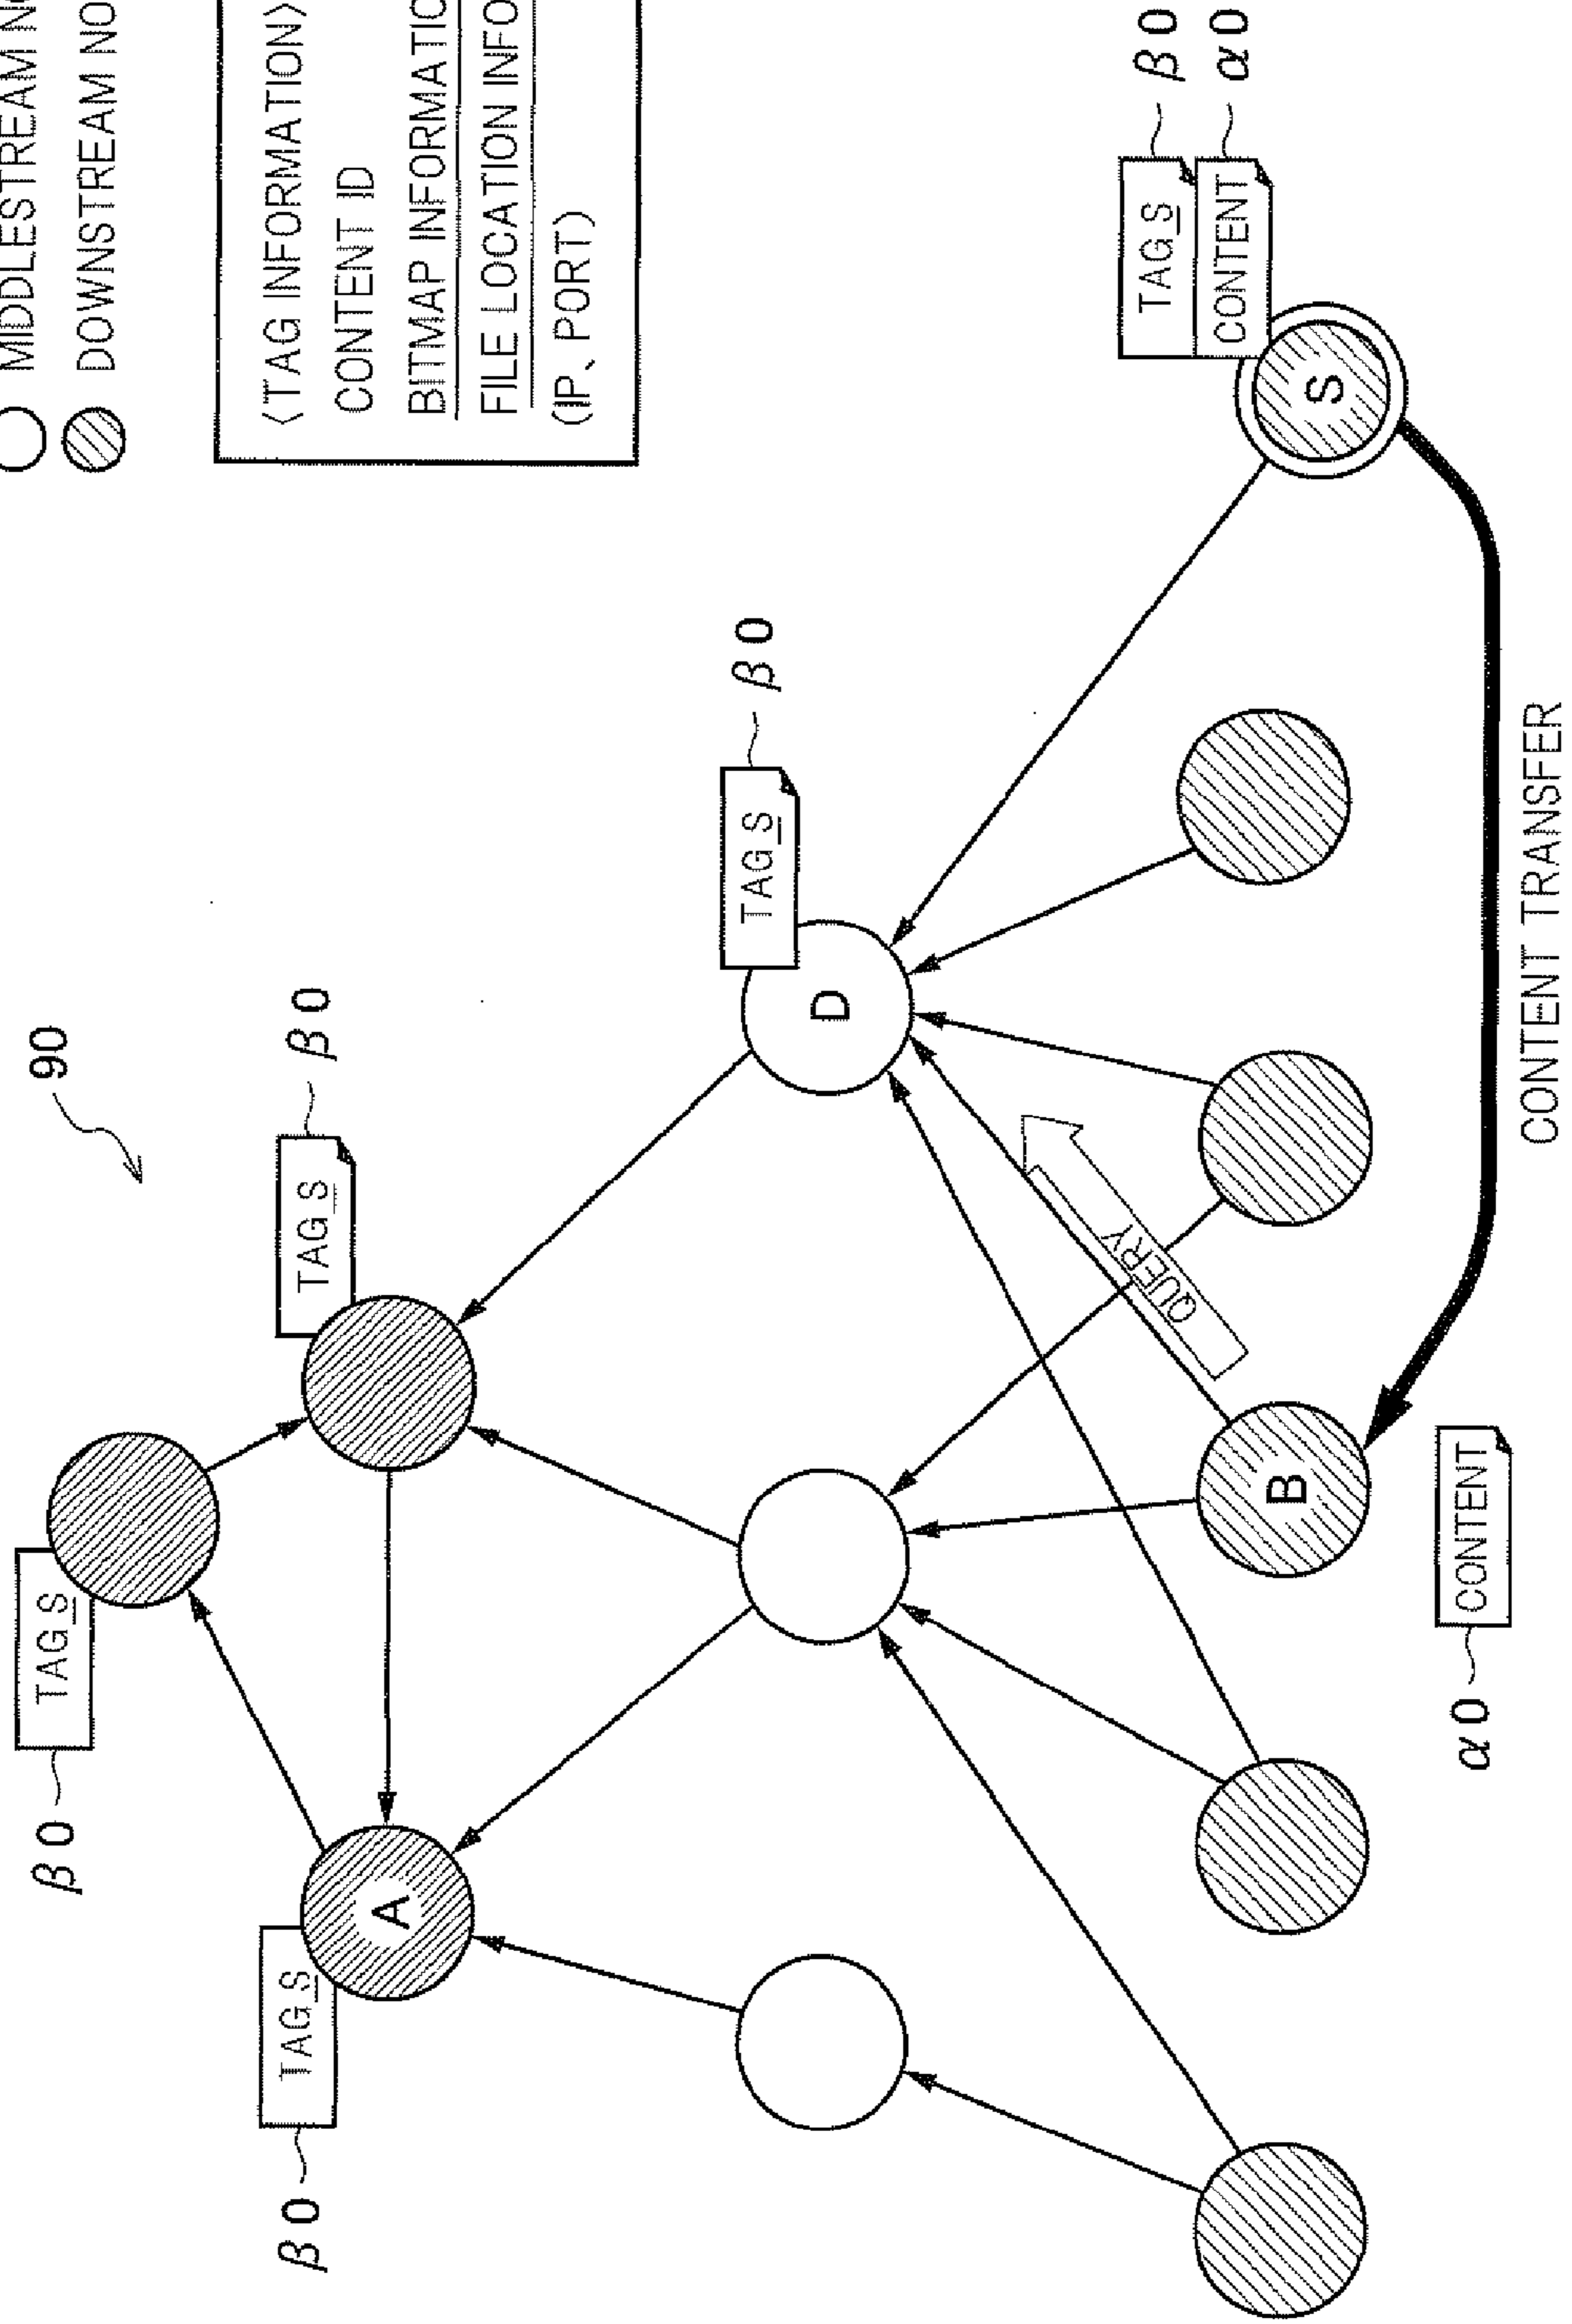 MIDDLESTREAM NO
DOWNSTREAM NO
90
〈TAG INFORMATION〉
CONTENT ID
BITMAP INFORMATIO
FILE LOCATION INFO
(IP、PORT)
β0
TAG S
β0
TAG S
A
TAG S
β0
TAG S
β0
D
QUERY
TAG S
β0
CONTENT
α0
S
B
α0
CONTENT
CONTENT TRANSFER